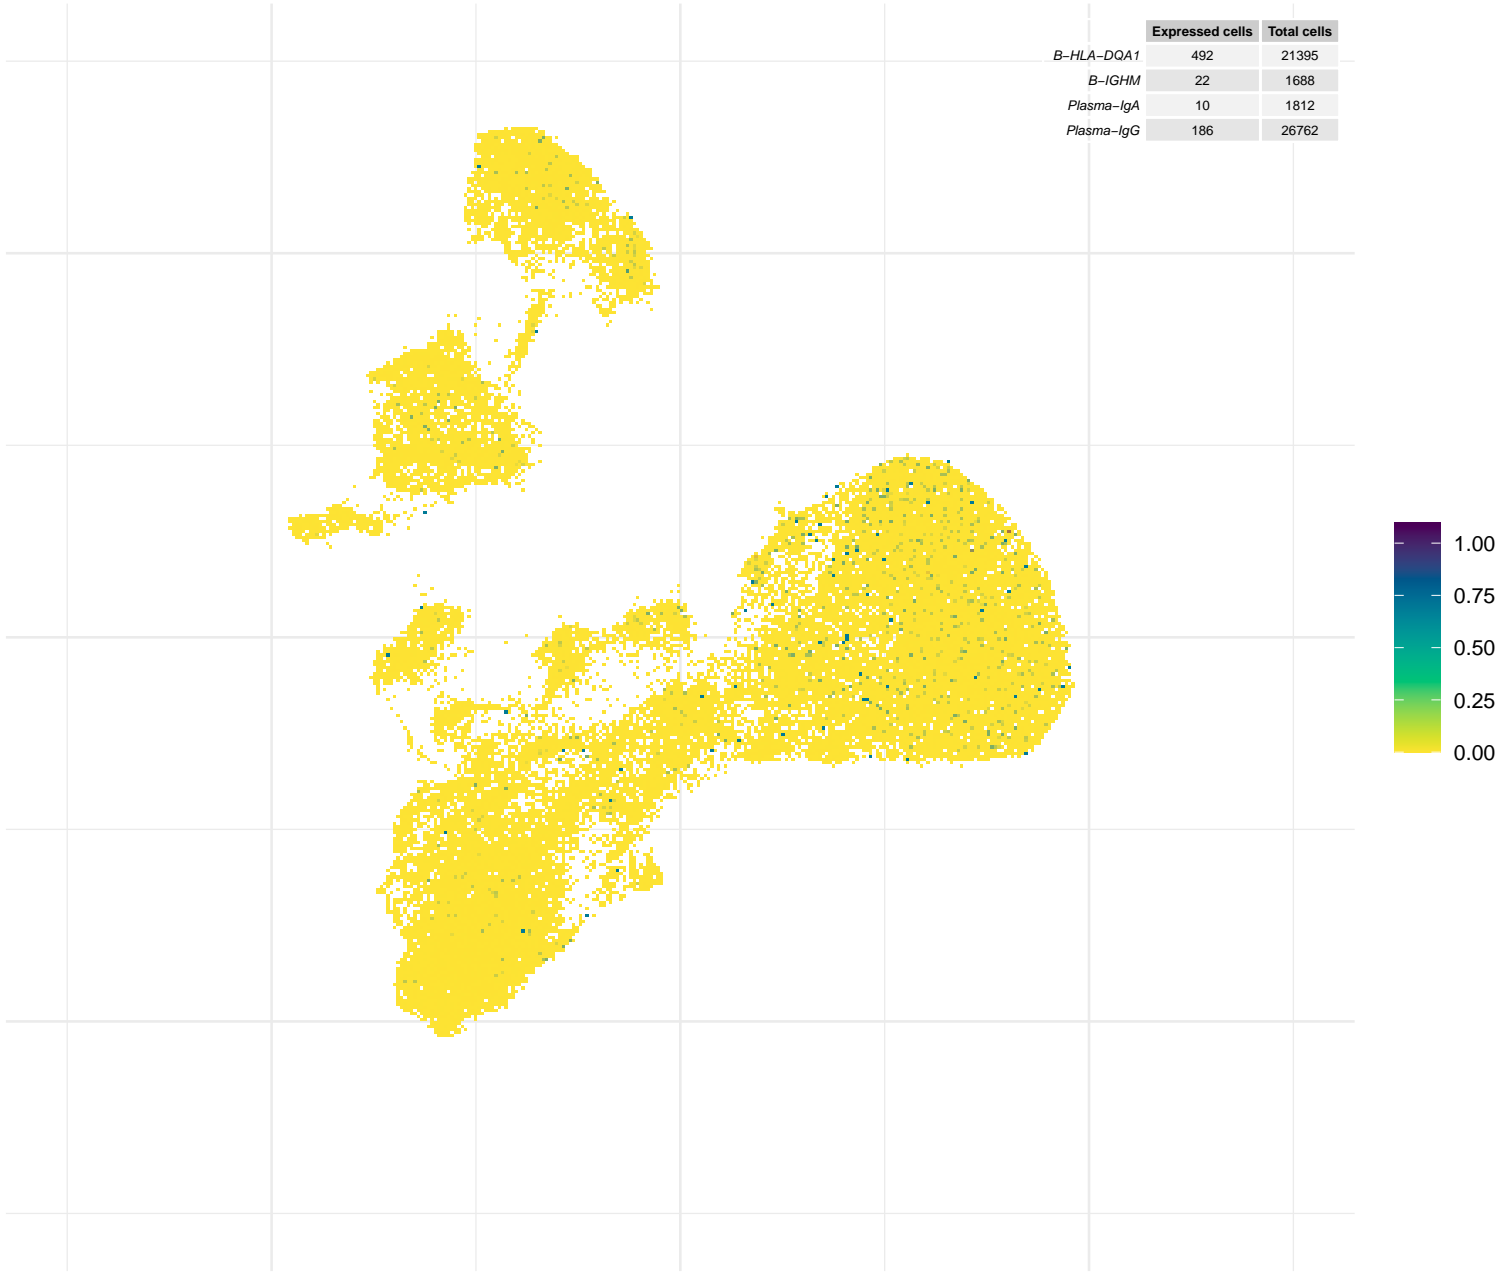 Expressed cells Total cells
B−HLA−DQA1 492 21395
B−IGHM 22 1688
Plasma−IgA 10 1812
Plasma−IgG 186 26762
1.00
0.75
0.50
0.25
0.00